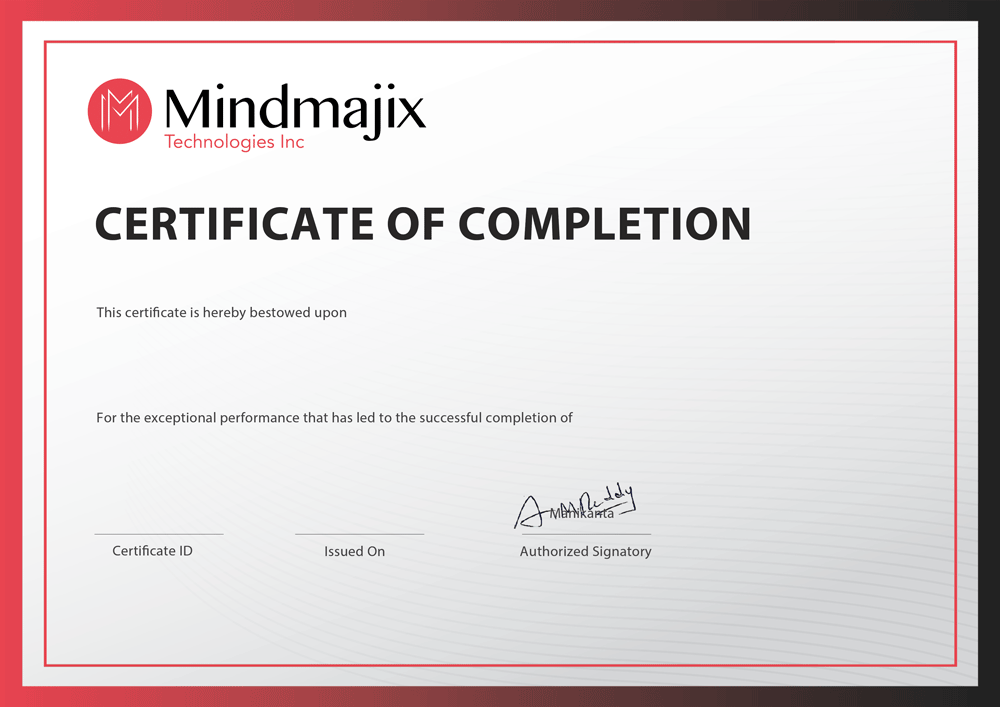 Mindmajix
Technologies Inc
CERTIFICATE OF COMPLETION
This certificate is hereby bestowed upon
For the exceptional performance that has led to the successful completion of
Manikanta
Certificate ID
Issued On
Authorized Signatory